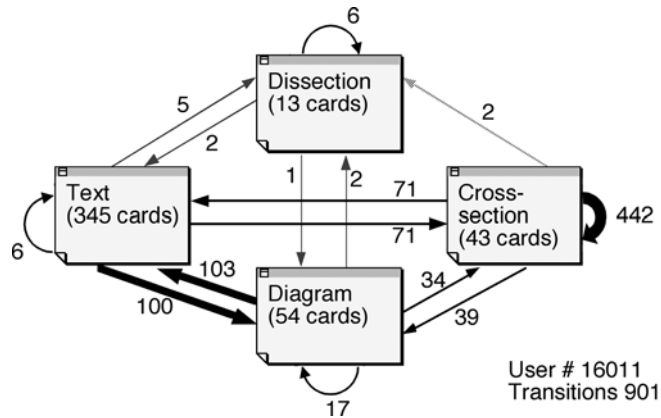 6
Dissection
(13 cards)
5
2
2
1
2
Text
(345 cards)
71
71
Cross-
section
(43 cards)
442
6
103
100
Diagram
(54 cards)
34
39
17
User # 16011
Transitions 901